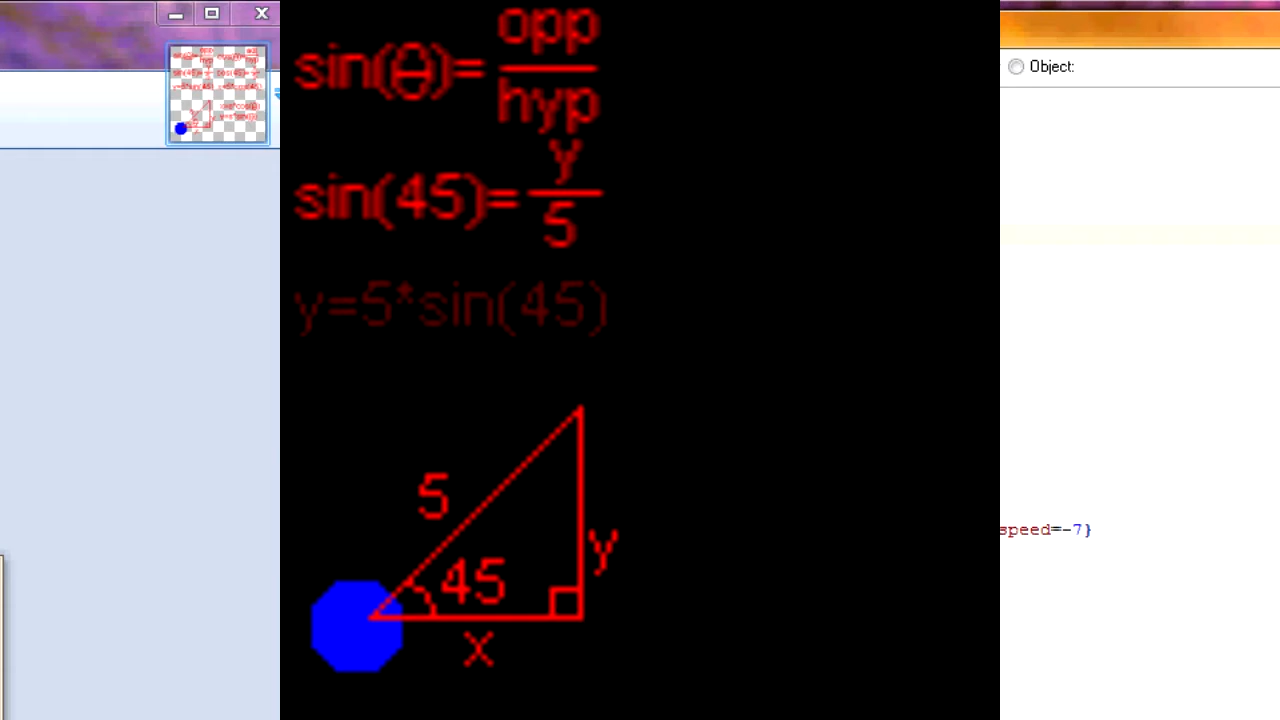 sin(θ)=opp/hyp
sin(45)=y/5
y=5*sin(45)
5
45
y
x
Object:
speed=-7}